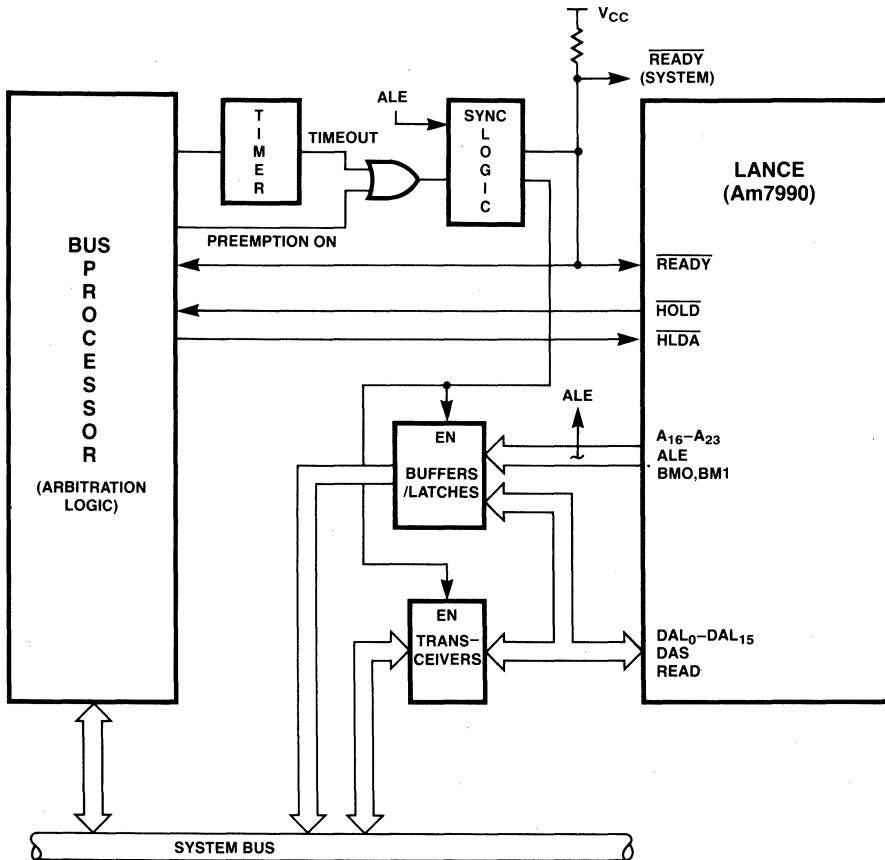 VCC
READY
(SYSTEM)
ALE
TIMER
TIMEOUT
SYNC
LOGIC
LANCE
(Am7990)
PREEMPTION ON
BUS
PROCESSOR
(ARBITRATION
LOGIC)
READY
HOLD
HLDA
ALE
EN
BUFFERS
/LATCHES
A16–A23
ALE
BMO,BM1
EN
TRANS–
CEIVERS
DAL0–DAL15
DAS
READ
SYSTEM BUS